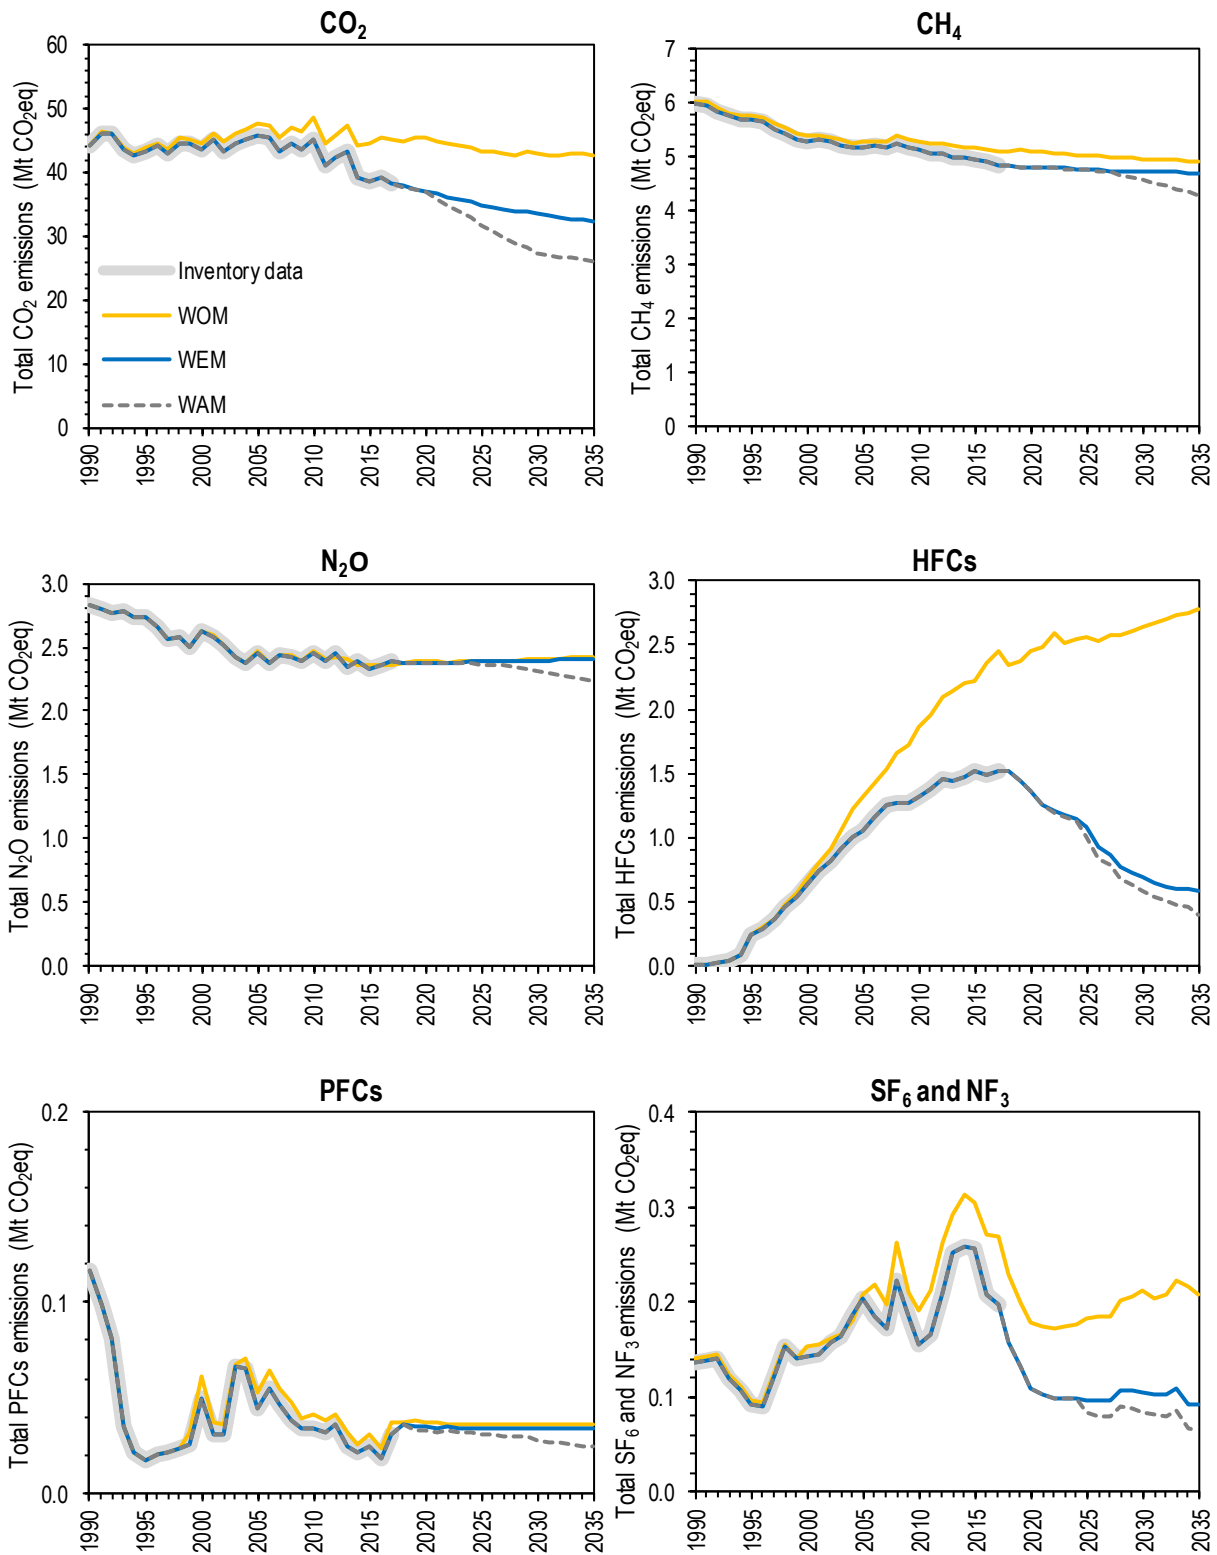 CO₂
Total CO₂ emissions (Mt CO₂eq)
60
50
40
30
20
10
0
Inventory data
WOM
WEM
WAM
1990 1995 2000 2005 2010 2015 2020 2025 2030 2035
CH₄
Total CH₄ emissions (Mt CO₂eq)
7
6
5
4
3
2
1
0
1990 1995 2000 2005 2010 2015 2020 2025 2030 2035
N₂O
Total N₂O emissions (Mt CO₂eq)
3.0
2.5
2.0
1.5
1.0
0.5
0.0
1990 1995 2000 2005 2010 2015 2020 2025 2030 2035
HFCs
Total HFCs emissions (Mt CO₂eq)
3.0
2.5
2.0
1.5
1.0
0.5
0.0
1990 1995 2000 2005 2010 2015 2020 2025 2030 2035
PFCs
Total PFCs emissions (Mt CO₂eq)
0.2
0.1
0.0
1990 1995 2000 2005 2010 2015 2020 2025 2030 2035
SF₆ and NF₃
Total SF₆ and NF₃ emissions (Mt CO₂eq)
0.4
0.3
0.2
0.1
0.0
1990 1995 2000 2005 2010 2015 2020 2025 2030 2035